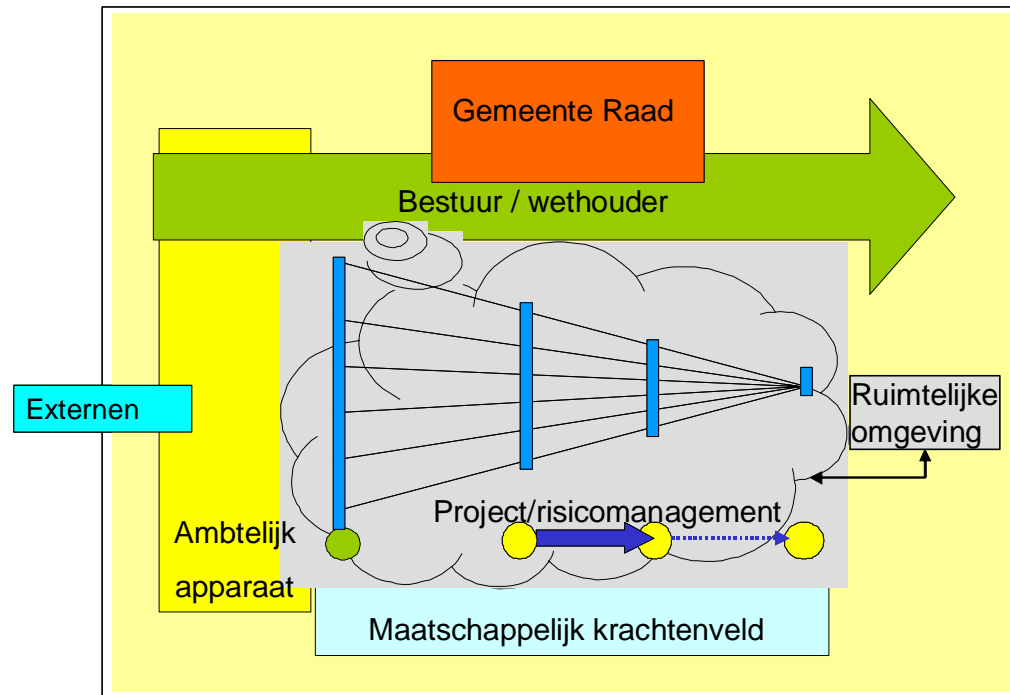 Gemeente Raad
Bestuur / wethouder
Externen
Ruimtelijke
omgeving
Project/risicomanagement
Ambtelijk
apparaat
Maatschappelijk krachtenveld